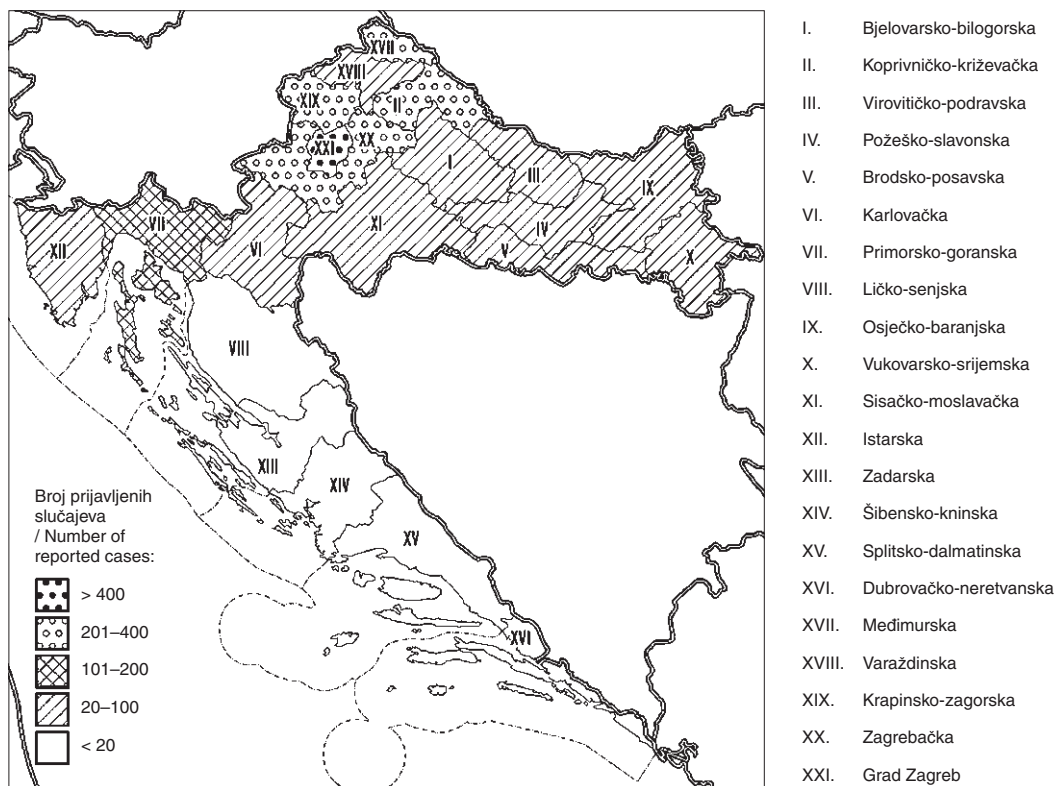 XVII
XVIII
XIX
II
XX
XXI
I
III
IX
VII
XII
VI
XI
IV
V
X
VIII
XIII
XIV
XV
XVI
Broj prijavljenih
slučajeva
/ Number of
reported cases:
> 400
201–400
101–200
20–100
< 20
I. Bjelovarsko-bilogorska
II. Koprivničko-križevačka
III. Virovitičko-podravska
IV. Požeško-slavonska
V. Brodsko-posavska
VI. Karlovačka
VII. Primorsko-goranska
VIII. Ličko-senjska
IX. Osječko-baranjska
X. Vukovarsko-srijemska
XI. Sisačko-moslavačka
XII. Istarska
XIII. Zadarska
XIV. Šibensko-kninska
XV. Splitsko-dalmatinska
XVI. Dubrovačko-neretvanska
XVII. Međimurska
XVIII. Varaždinska
XIX. Krapinsko-zagorska
XX. Zagrebačka
XXI. Grad Zagreb